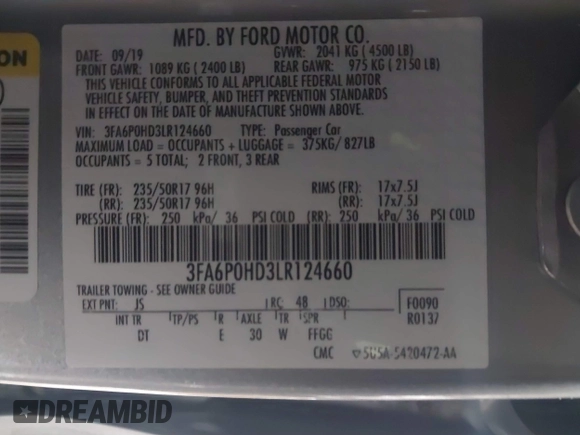 ON
MFD. BY FORD MOTOR CO.
DATE: 09/19 GVWR: 2041 KG ( 4500 LB)
FRONT GAWR: 1089 KG ( 2400 LB) REAR GAWR: 975 KG ( 2150 LB)
THIS VEHICLE CONFORMS TO ALL APPLICABLE FEDERAL MOTOR
VEHICLE SAFETY, BUMPER, AND THEFT PREVENTION STANDARDS
IN EFFECT ON THE DATE OF MANUFACTURE SHOWN ABOVE.
VIN: 3FA6P0HD3LR124660 TYPE: Passenger Car
MAXIMUM LOAD = OCCUPANTS + LUGGAGE = 375KG/ 827LB
OCCUPANTS = 5 TOTAL; 2 FRONT, 3 REAR
TIRE (FR): 235/50R17 96H RIMS (FR): 17x7.5J
(RR): 235/50R17 96H (RR): 17x7.5J
PRESSURE (FR): 250 kPa/ 36 PSI COLD (RR): 250 kPa/ 36 PSI COLD
3FA6P0HD3LR124660
TRAILER TOWING - SEE OWNER GUIDE
EXT PNT: JS RC: 48 DSO: F0090
INT TR TP/PS R AXLE TR SPR R0137
DT E 30 W FFGG
CMC 5U5A-5420472-AA
DREAMBID